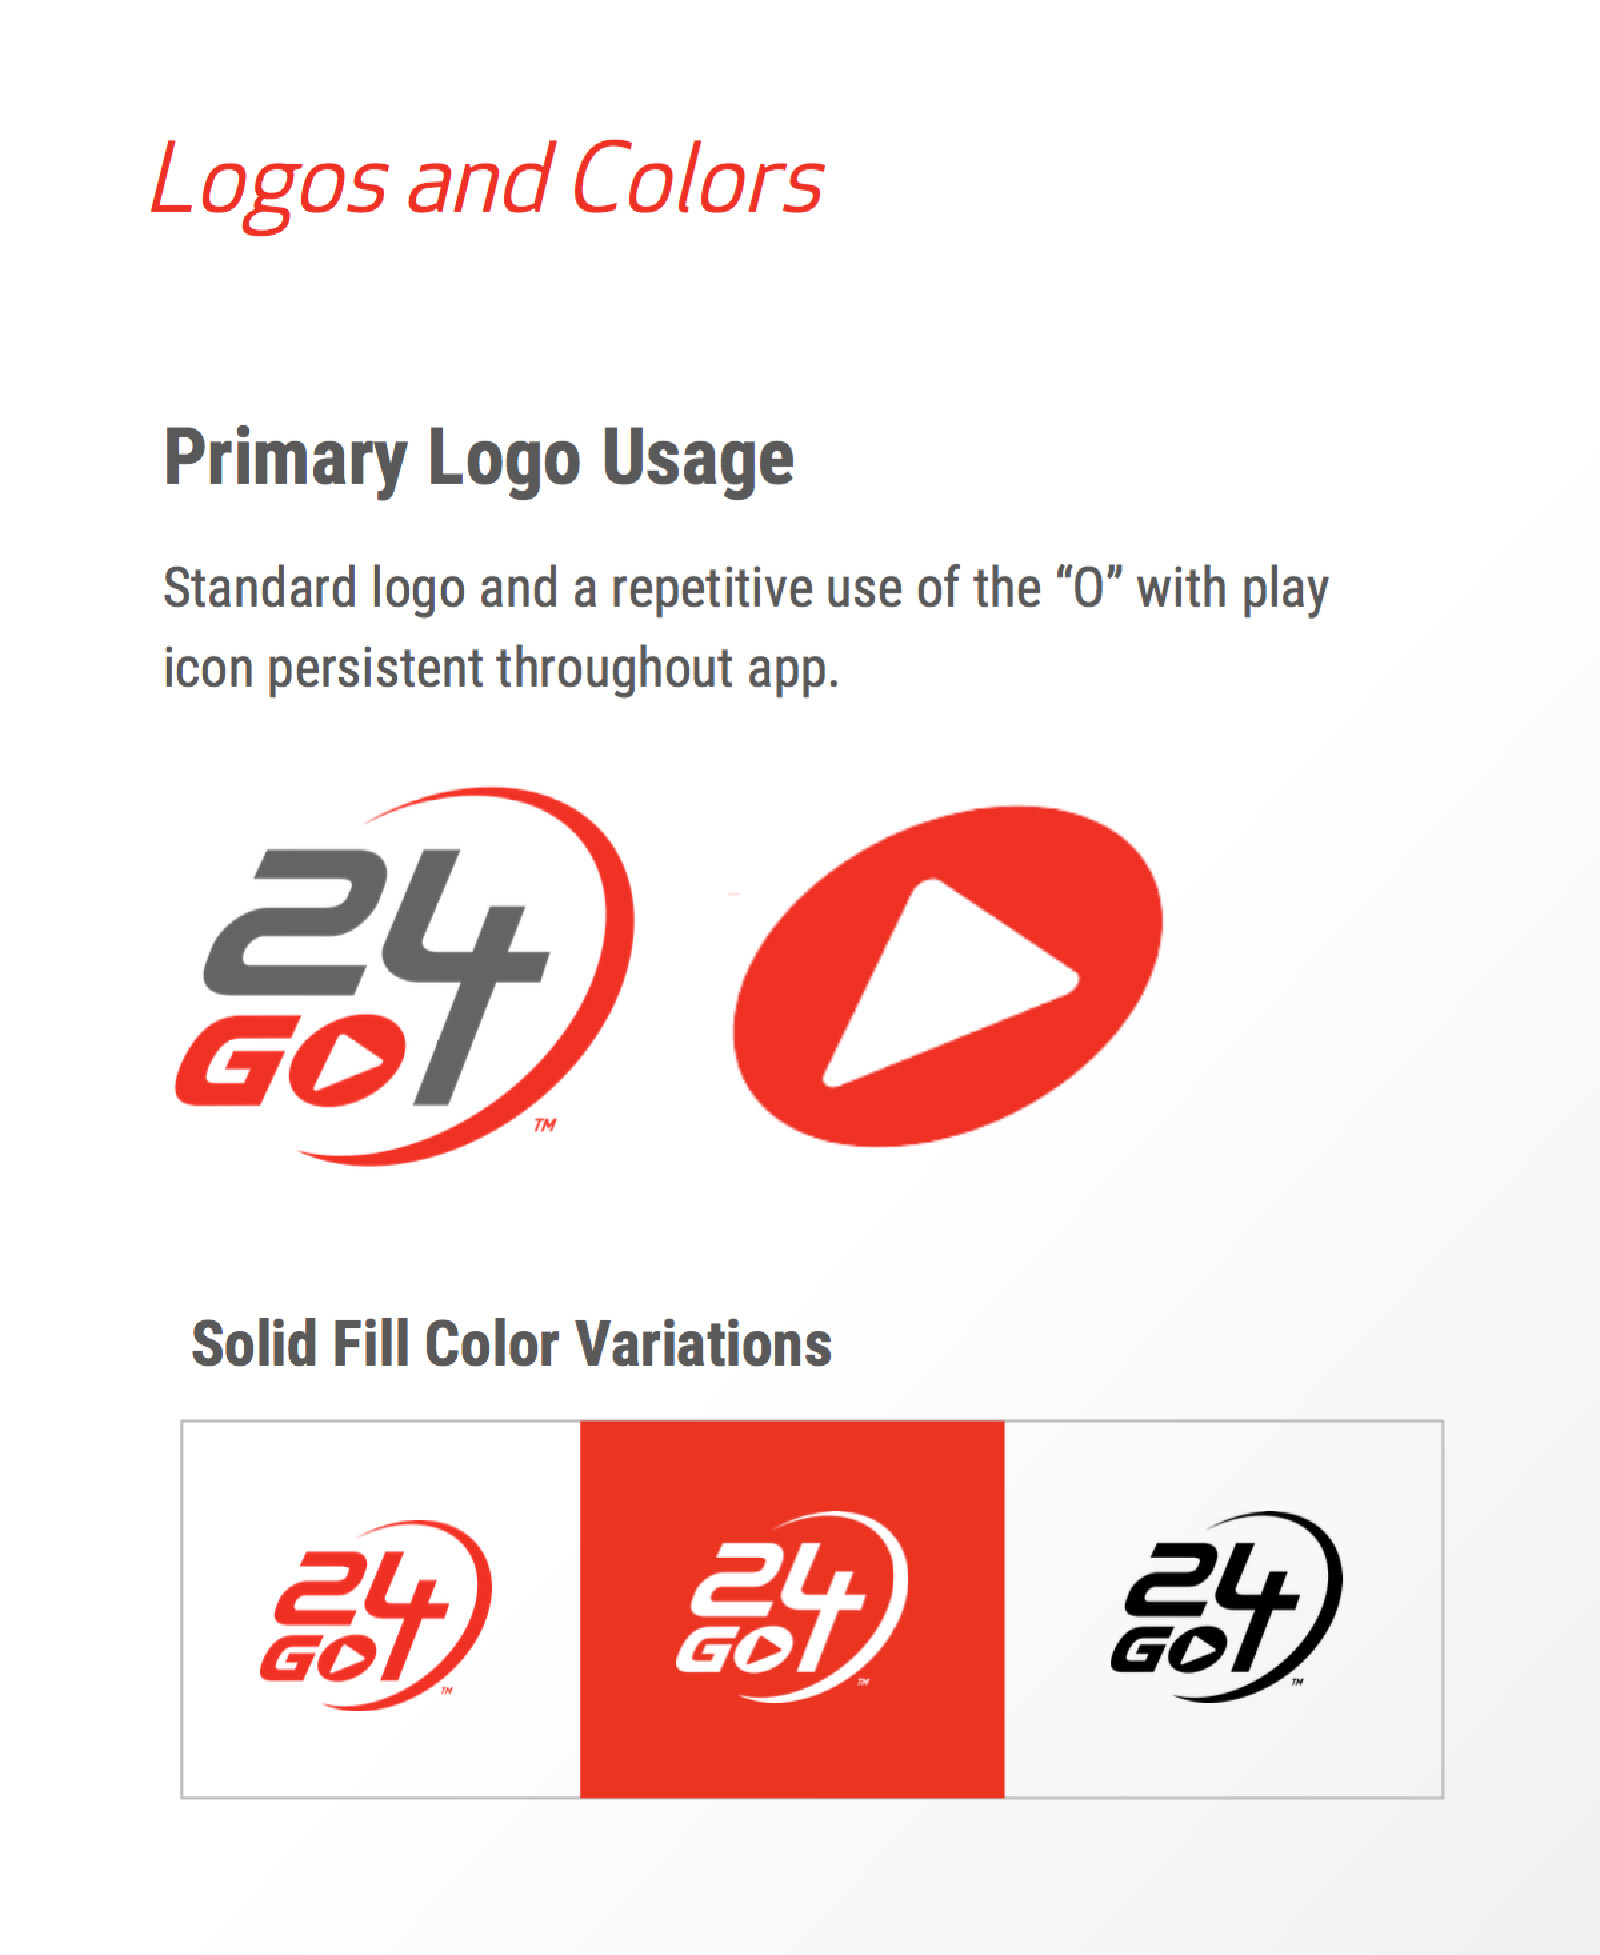 Logos and Colors
Primary Logo Usage
Standard logo and a repetitive use of the “O” with play
icon persistent throughout app.
24
GO
TM
Solid Fill Color Variations
24
GO
TM
24
GO
TM
24
GO
TM